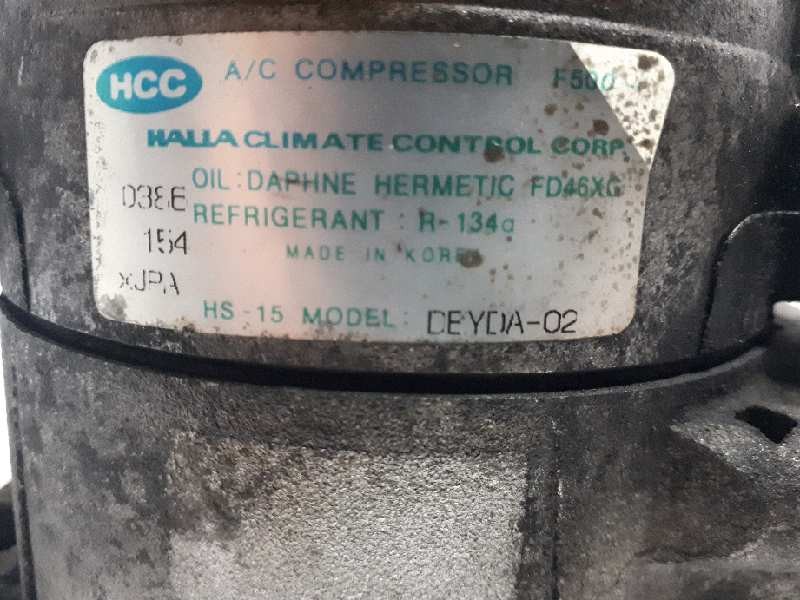 HCC A/C COMPRESSOR F500
HALLA CLIMATE CONTROL CORP.
OIL : DAPHNE HERMETIC FD46XG
REFRIGERANT : R-134a
154
MADE IN KOREA
XJPA
HS-15 MODEL: DEYDA-02